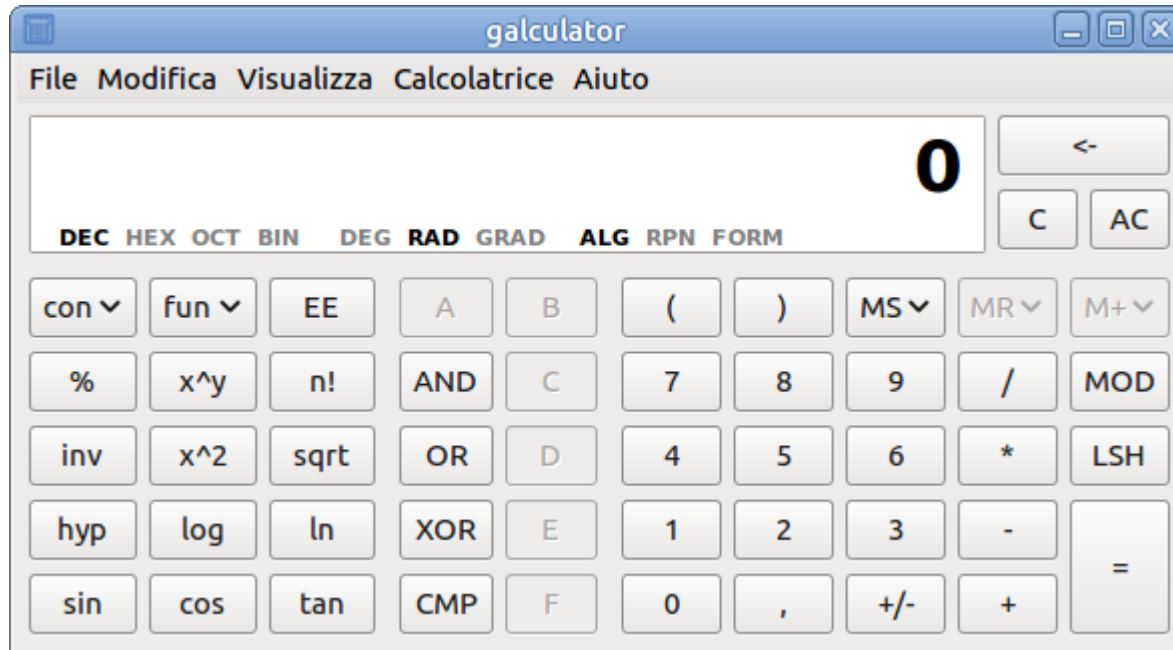 galculator
File Modifica Visualizza Calcolatrice Aiuto
0
<-
DEC HEX OCT BIN DEG RAD GRAD ALG RPN FORM
C AC
con fun EE A B ( ) MS MR M+
% x^y n! AND C 7 8 9 / MOD
inv x^2 sqrt OR D 4 5 6 * LSH
hyp log ln XOR E 1 2 3 -
=
sin cos tan CMP F 0 , +/- +